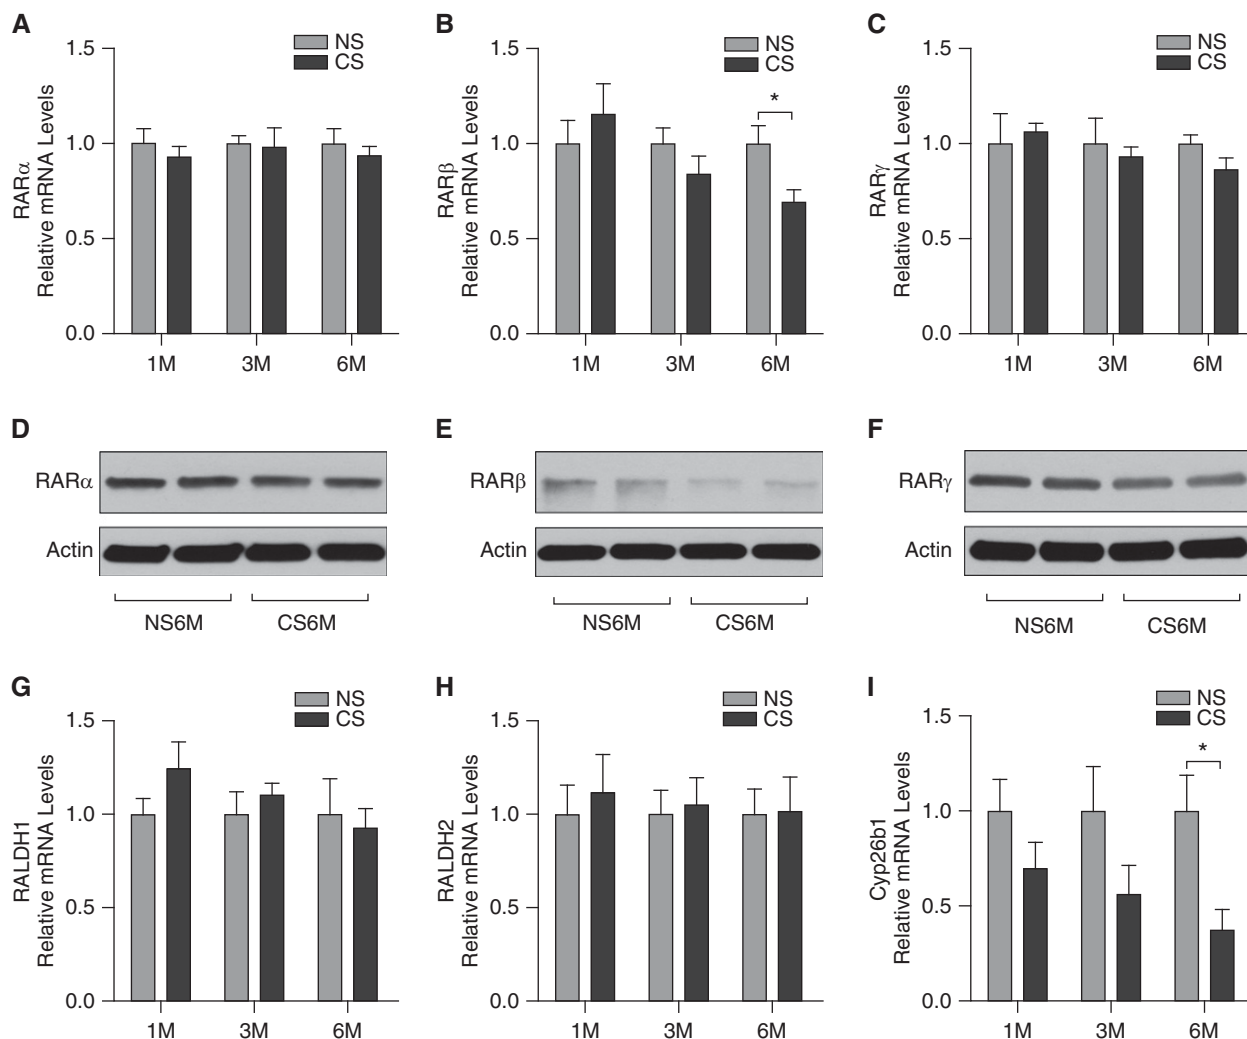 A
1.5
1.0
0.5
0.0
RARα
Relative mRNA Levels
NS
CS
1M 3M 6M
B
1.5
1.0
0.5
0.0
RARβ
Relative mRNA Levels
NS
CS
*
1M 3M 6M
C
1.5
1.0
0.5
0.0
RARγ
Relative mRNA Levels
NS
CS
1M 3M 6M
D
RARα
Actin
NS6M CS6M
E
RARβ
Actin
NS6M CS6M
F
RARγ
Actin
NS6M CS6M
G
1.5
1.0
0.5
0.0
RALDH1
Relative mRNA Levels
NS
CS
1M 3M 6M
H
1.5
1.0
0.5
0.0
RALDH2
Relative mRNA Levels
NS
CS
1M 3M 6M
I
1.5
1.0
0.5
0.0
Cyp26b1
Relative mRNA Levels
NS
CS
*
1M 3M 6M